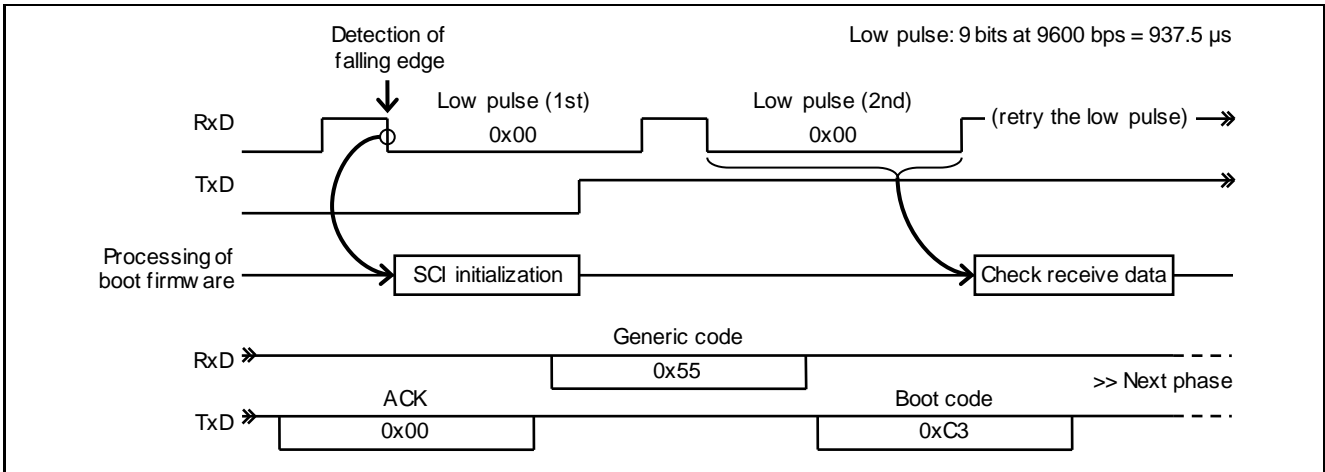 Detection of
falling edge
Low pulse: 9 bits at 9600 bps = 937.5 µs
RxD
Low pulse (1st)
0x00
Low pulse (2nd)
0x00
(retry the low pulse)
TxD
Processing of
boot firmware
SCI initialization
Check receive data
RxD
Generic code
0x55
>> Next phase
TxD
ACK
0x00
Boot code
0xC3